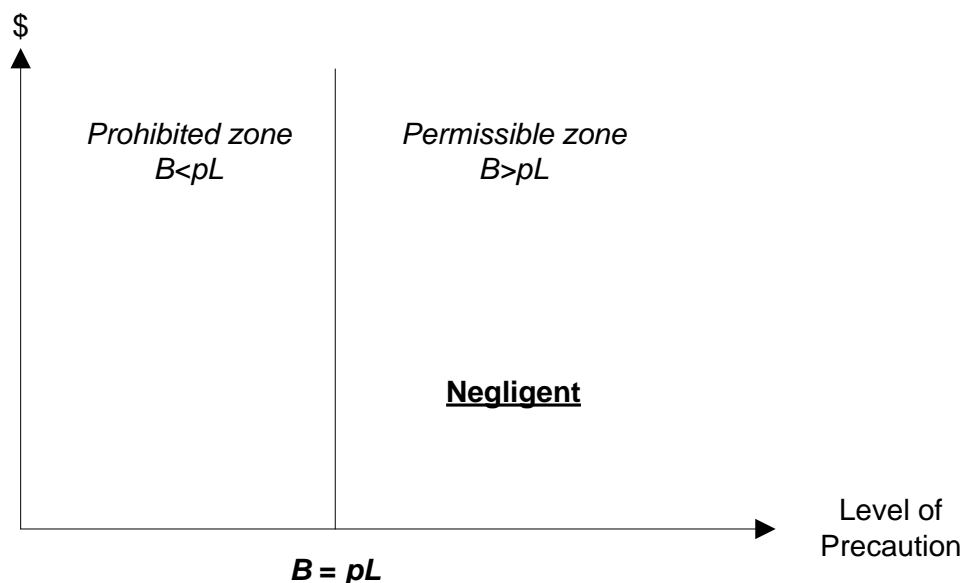 $
Prohibited zone
B<pL
Permissible zone
B>pL
Negligent
Level of
Precaution
B = pL